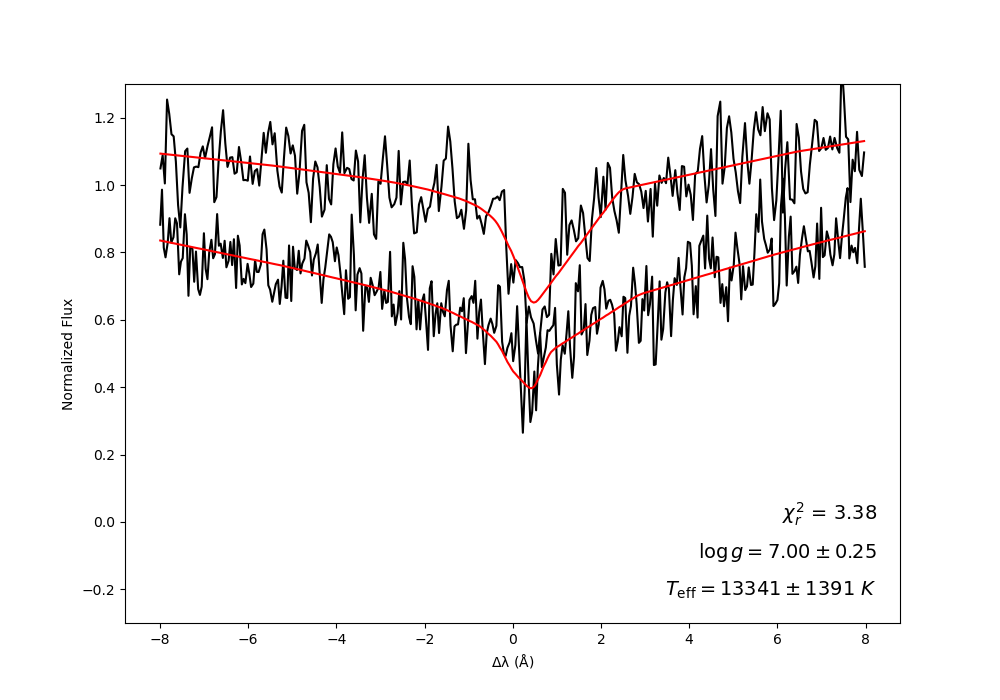 1.2
1.0
0.8
0.6
0.4
0.2
0.0
−0.2
Normalized Flux
χ²ᵣ = 3.38
log g = 7.00 ± 0.25
T_eff = 13341 ± 1391 K
−8 −6 −4 −2 0 2 4 6 8
Δλ (Å)